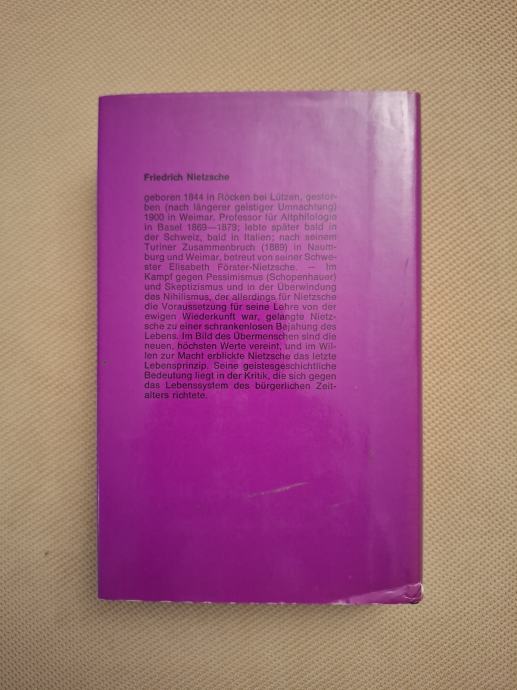 Friedrich Nietzsche
geboren 1844 in Röcken bei Lützen, gestor-
ben (nach längerer geistiger Umnachtung)
1900 in Weimar. Professor für Altphilologie
in Basel 1869—1879; lebte später bald in
der Schweiz, bald in Italien; nach seinem
Turiner Zusammenbruch (1889) in Naum-
burg und Weimar, betreut von seiner Schwe-
ster Elisabeth Förster-Nietzsche. — Im
Kampf gegen Pessimismus (Schopenhauer)
und Skeptizismus und in der Überwindung
des Nihilismus, der allerdings für Nietzsche
die Voraussetzung für seine Lehre von der
ewigen Wiederkunft war, gelangte Nietz-
sche zu einer schrankenlosen Bejahung des
Lebens. Im Bild des Übermenschen sind die
neuen, höchsten Werte vereint, und im Wil-
len zur Macht erblickte Nietzsche das letzte
Lebensprinzip. Seine geistesgeschichtliche
Bedeutung liegt in der Kritik, die sich gegen
das Lebenssystem des bürgerlichen Zeit-
alters richtete.